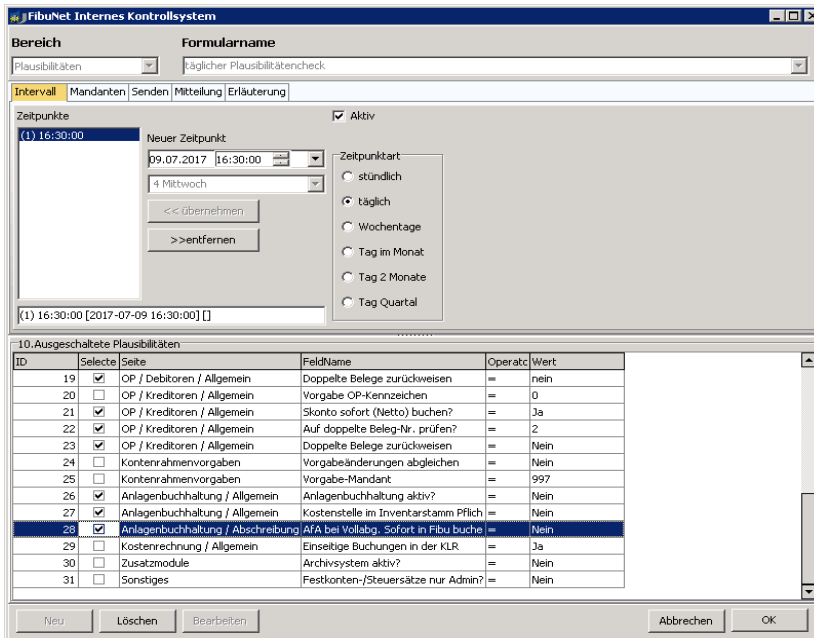 FibuNet Internes Kontrollsystem
Bereich Formularname
Plausibilitäten täglicher Plausibilitätencheck
Intervall Mandanten Senden Mitteilung Erläuterung
Zeitpunkte Aktiv
(1) 16:30:00
Neuer Zeitpunkt
09.07.2017 16:30:00
4 Mittwoch
<< übernehmen
>>entfernen
Zeitpunktart
stündlich
täglich
Wochentage
Tag im Monat
Tag 2 Monate
Tag Quartal
(1) 16:30:00 [2017-07-09 16:30:00] []
10.Ausgeschaltete Plausibilitäten
ID Selecte Seite FeldName Operatc Wert
19 OP / Debitoren / Allgemein Doppelte Belege zurückweisen = nein
20 OP / Kreditoren / Allgemein Vorgabe OP-Kennzeichen = 0
21 OP / Kreditoren / Allgemein Skonto sofort (Netto) buchen? = Ja
22 OP / Kreditoren / Allgemein Auf doppelte Beleg-Nr. prüfen? = 2
23 OP / Kreditoren / Allgemein Doppelte Belege zurückweisen = Nein
24 Kontenrahmenvorgaben Vorgabeänderungen abgleichen = Nein
25 Kontenrahmenvorgaben Vorgabe-Mandant = 997
26 Anlagenbuchhaltung / Allgemein Anlagenbuchhaltung aktiv? = Nein
27 Anlagenbuchhaltung / Allgemein Kostenstelle im Inventarstamm Pflich = Nein
28 Anlagenbuchhaltung / Abschreibung AfA bei Vollabg. Sofort in Fibu buche = Nein
29 Kostenrechnung / Allgemein Einseitige Buchungen in der KLR = Ja
30 Zusatzmodule Archivsystem aktiv? = Nein
31 Sonstiges Festkonten-/Steuersätze nur Admin? = Nein
Neu Löschen Bearbeiten Abbrechen OK